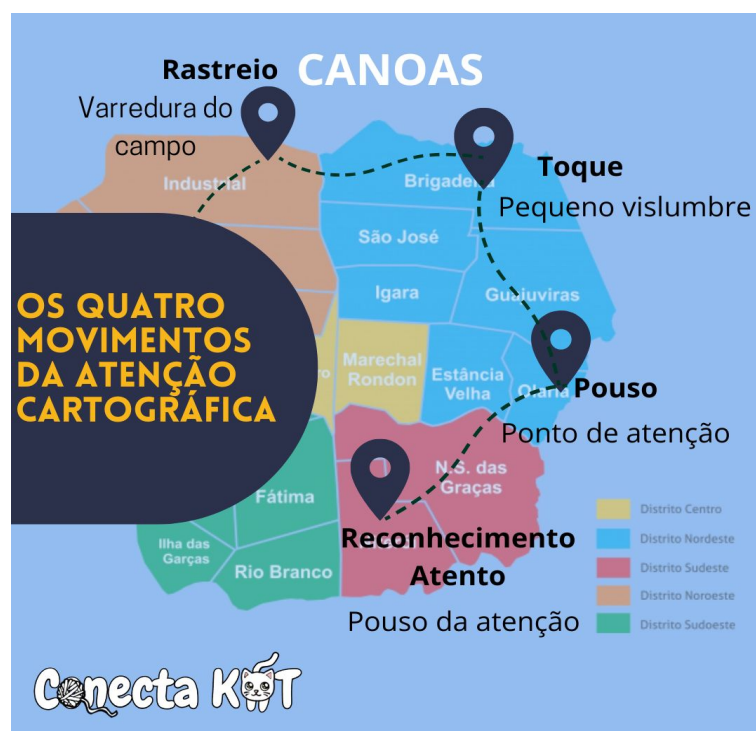 CANOAS
Rastreio
Varredura do
campo
Toque
Pequeno vislumbre
Industrial
Brigadeira
São José
Igara
Guajuviras
OS QUATRO
MOVIMENTOS
DA ATENÇÃO
CARTOGRÁFICA
Marechal
Rondon
Estância
Velha
Olaria
Pouso
Ponto de atenção
N.S. das
Graças
Fátima
Ilha das
Garças
Rio Branco
Reconhecimento
Atento
Pouso da atenção
Distrito Centro
Distrito Nordeste
Distrito Sudeste
Distrito Noroeste
Distrito Sudoeste
Conecta KAT